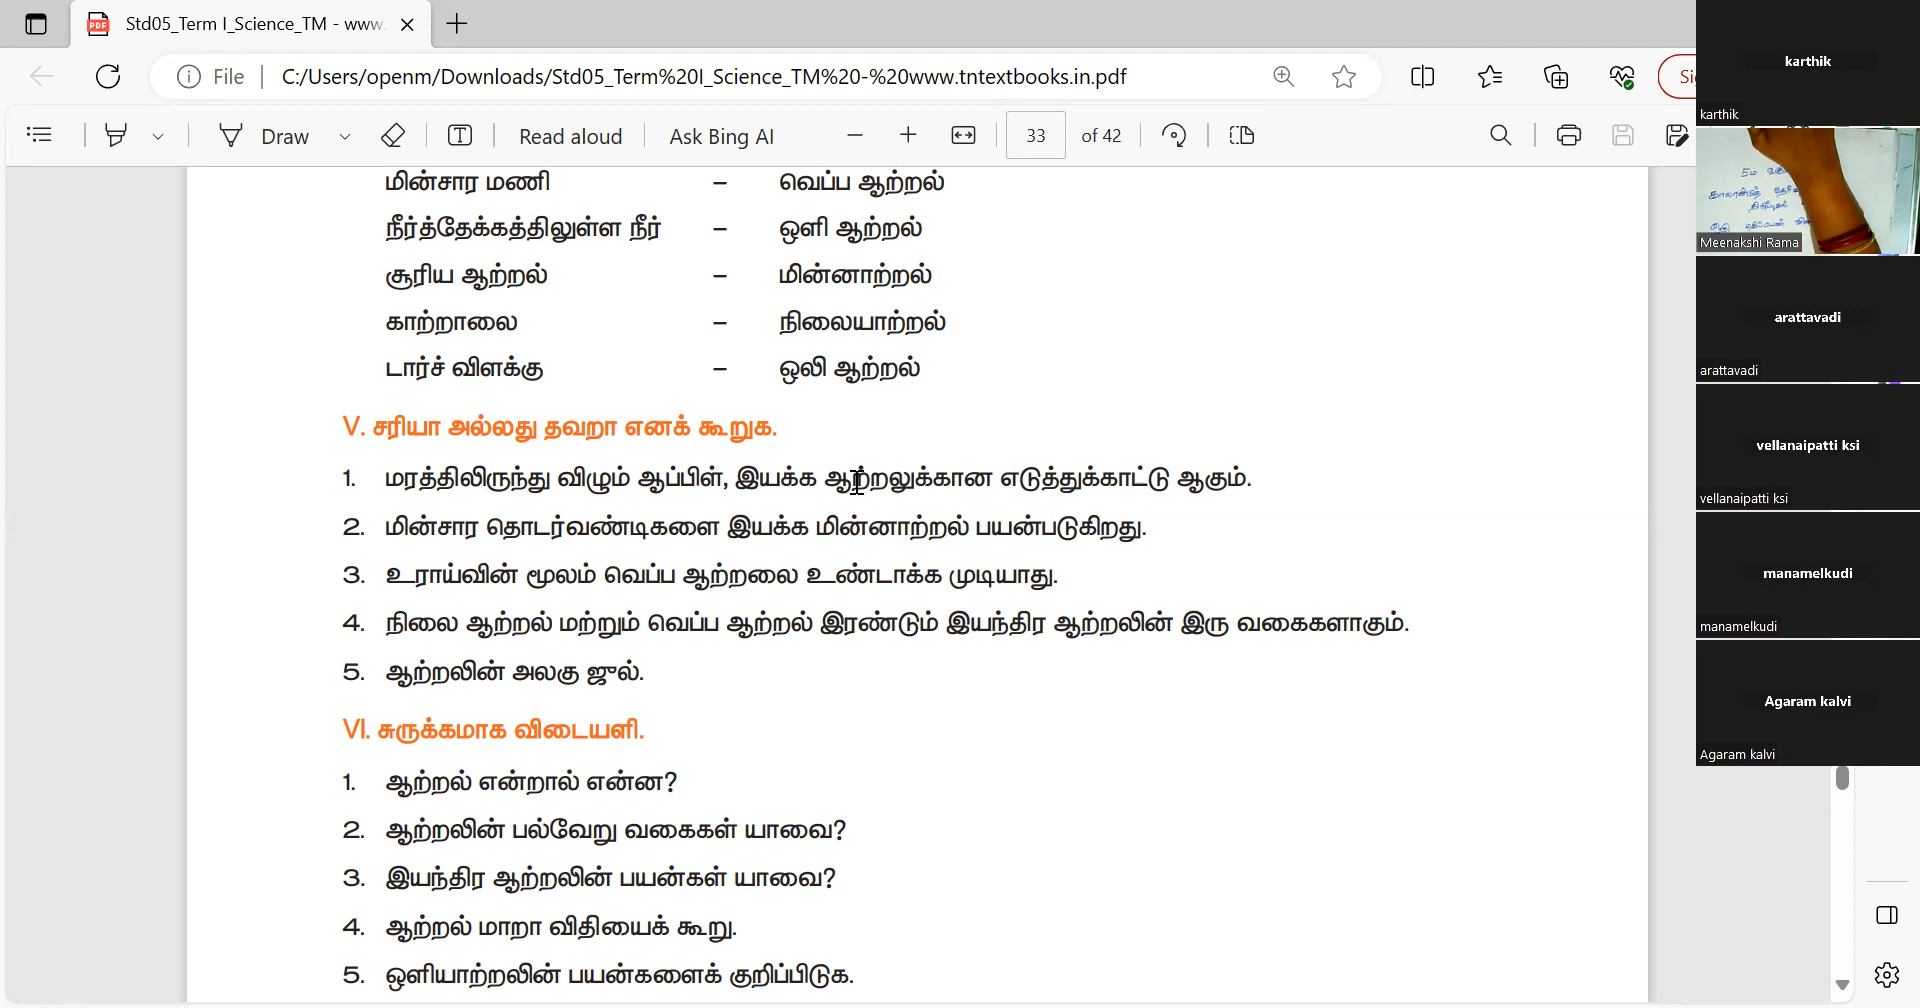 Std05_Term I_Science_TM - www.
File
C:/Users/openm/Downloads/Std05_Term%20I_Science_TM%20-%20www.tntextbooks.in.pdf
Draw
Read aloud
Ask Bing AI
33 of 42
மின்சார மணி – வெப்ப ஆற்றல்
நீர்த்தேக்கத்திலுள்ள நீர் – ஒளி ஆற்றல்
சூரிய ஆற்றல் – மின்னாற்றல்
காற்றாலை – நிலையாற்றல்
டார்ச் விளக்கு – ஒலி ஆற்றல்
V. சரியா அல்லது தவறா எனக் கூறுக.
1. மரத்திலிருந்து விழும் ஆப்பிள், இயக்க ஆற்றலுக்கான எடுத்துக்காட்டு ஆகும்.
2. மின்சார தொடர்வண்டிகளை இயக்க மின்னாற்றல் பயன்படுகிறது.
3. உராய்வின் மூலம் வெப்ப ஆற்றலை உண்டாக்க முடியாது.
4. நிலை ஆற்றல் மற்றும் வெப்ப ஆற்றல் இரண்டும் இயந்திர ஆற்றலின் இரு வகைகளாகும்.
5. ஆற்றலின் அலகு ஜுல்.
VI. சுருக்கமாக விடையளி.
1. ஆற்றல் என்றால் என்ன?
2. ஆற்றலின் பல்வேறு வகைகள் யாவை?
3. இயந்திர ஆற்றலின் பயன்கள் யாவை?
4. ஆற்றல் மாறா விதியைக் கூறு.
5. ஒளியாற்றலின் பயன்களைக் குறிப்பிடுக.
karthik
karthik
Meenakshi Rama
arattavadi
arattavadi
vellanaipatti ksi
vellanaipatti ksi
manamelkudi
manamelkudi
Agaram kalvi
Agaram kalvi